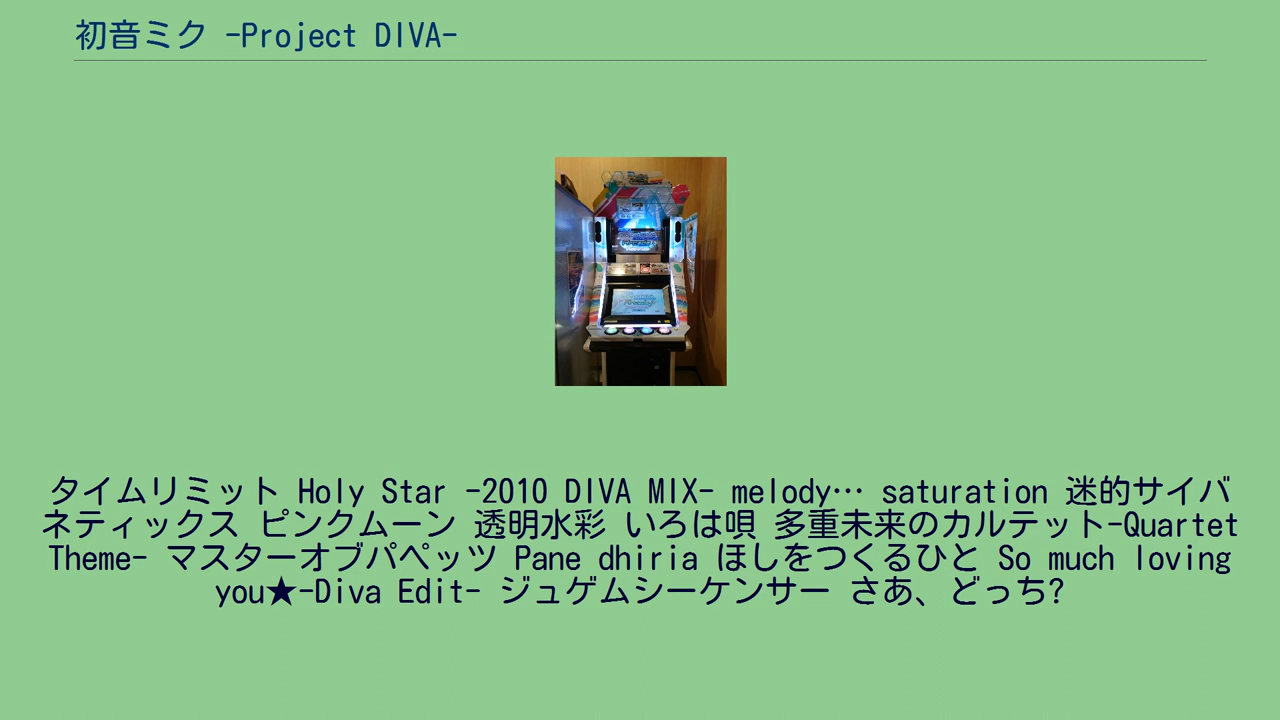 初音ミク -Project DIVA-
タイムリミット Holy Star -2010 DIVA MIX- melody… saturation 迷的サイバ
ネティックス ピンクムーン 透明水彩 いろは唄 多重未来のカルテット-Quartet
Theme- マスターオブパペッツ Pane dhiria ほしをつくるひと So much loving
you★-Diva Edit- ジュゲムシーケンサー さあ、どっち?